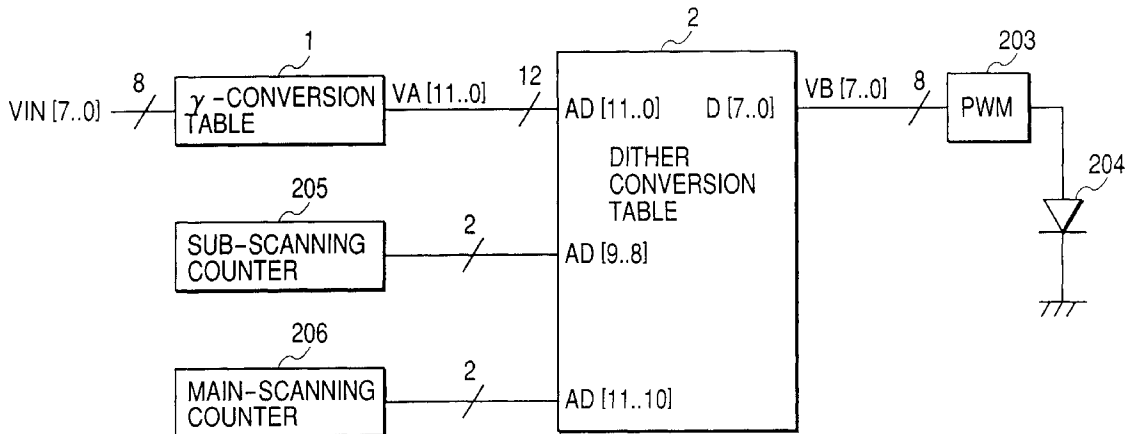 1
2
203
8
12
VA [11..0]
VB [7..0]
8
VIN [7..0]
γ-CONVERSION
TABLE
AD [11..0]
D [7..0]
PWM
DITHER
CONVERSION
TABLE
204
205
2
SUB-SCANNING
COUNTER
AD [9..8]
206
2
MAIN-SCANNING
COUNTER
AD [11..10]